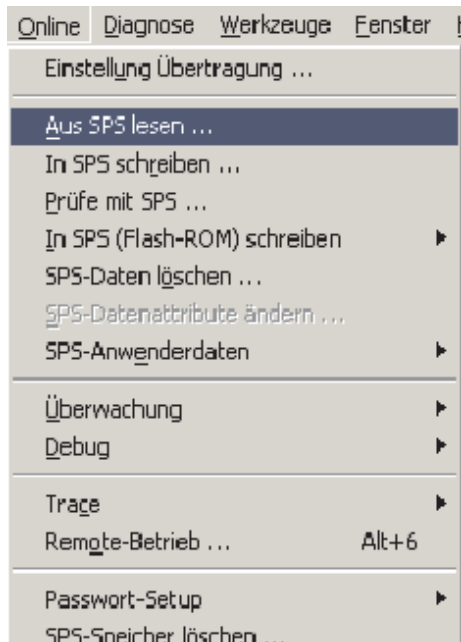 Online Diagnose Werkzeuge Fenster
Einstellung Übertragung ...
Aus SPS lesen ...
In SPS schreiben ...
Prüfe mit SPS ...
In SPS (Flash-ROM) schreiben
SPS-Daten löschen ...
SPS-Datenattribute ändern ...
SPS-Anwenderdaten
Überwachung
Debug
Trace
Remote-Betrieb ... Alt+6
Passwort-Setup
SPS-Speicher löschen ...